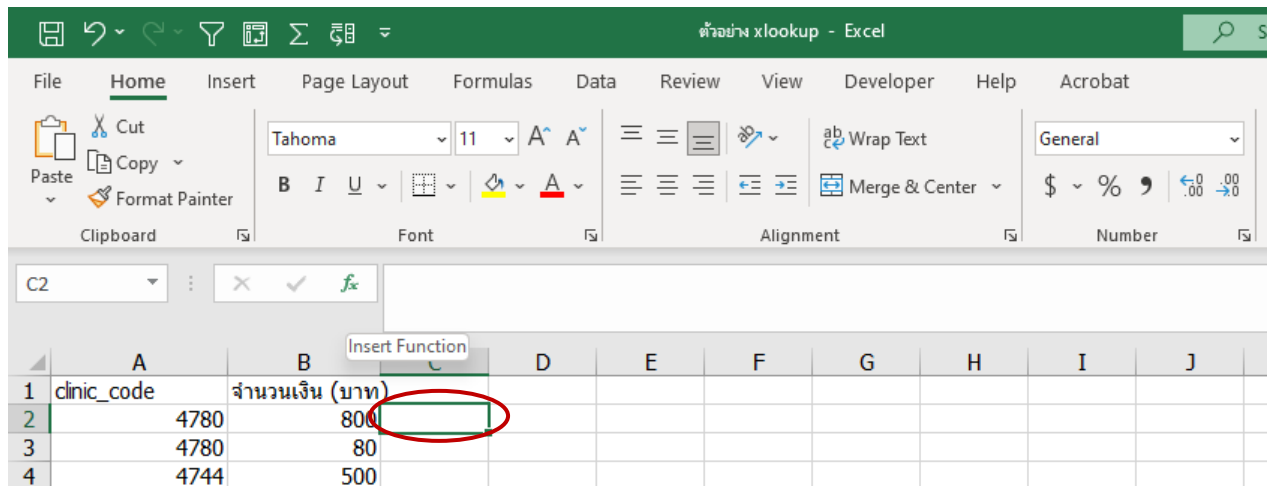 ตัวอย่าง xlookup - Excel
S
File Home Insert Page Layout Formulas Data Review View Developer Help Acrobat
Cut
Copy
Format Painter
Paste
Clipboard
Tahoma 11
B I U A
Font
Wrap Text
Merge & Center
Alignment
General
$ % 9 .00 .0
Number
C2 fx
Insert Function
A B C D E F G H I J
1 clinic_code จำนวนเงิน (บาท)
2 4780 800
3 4780 80
4 4744 500